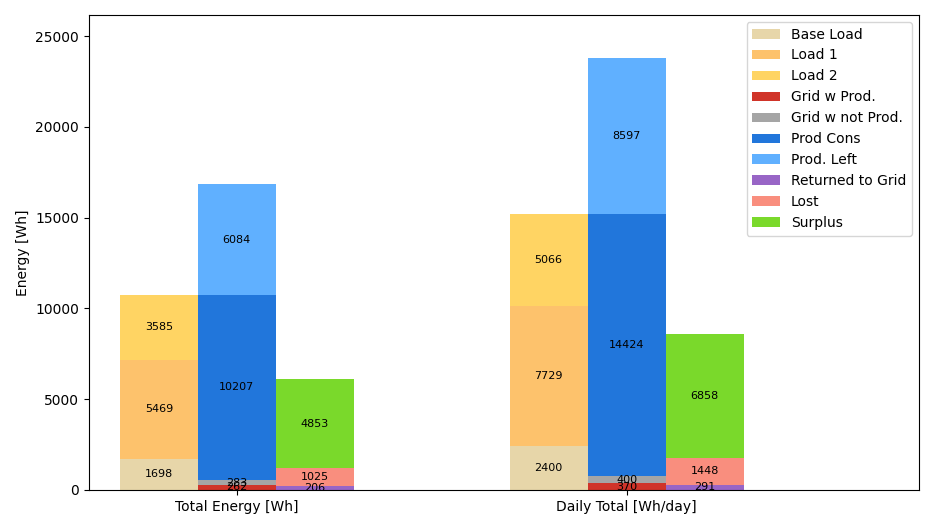 25000
20000
15000
10000
5000
0
Energy [Wh]
Base Load
Load 1
Load 2
Grid w Prod.
Grid w not Prod.
Prod Cons
Prod. Left
Returned to Grid
Lost
Surplus
3585
5469
1698
6084
10207
283
262
4853
1025
206
5066
7729
2400
8597
14424
400
370
6858
1448
291
Total Energy [Wh]
Daily Total [Wh/day]